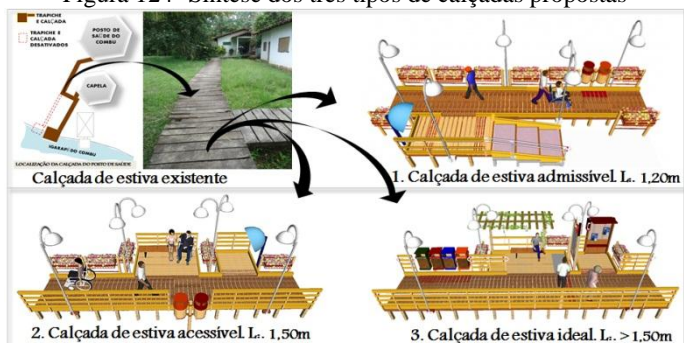 Figura 124- Síntese dos três tipos de calçadas propostas
TRAPICHE
E CALÇADA
TRAPICHE
E
CALÇADA
DESATIVADOS
POSTO DE
SAÚDE DO
COMBÚ
CAPELA
IGARAPÉ DO COMBU
LOCALIZAÇÃO DA CALÇADA DO POSTO DE SAÚDE
Calçada de estiva existente
1. Calçada de estiva admissível. L. 1,20m
2. Calçada de estiva acessível. L. 1,50m
3. Calçada de estiva ideal. L. >1,50m